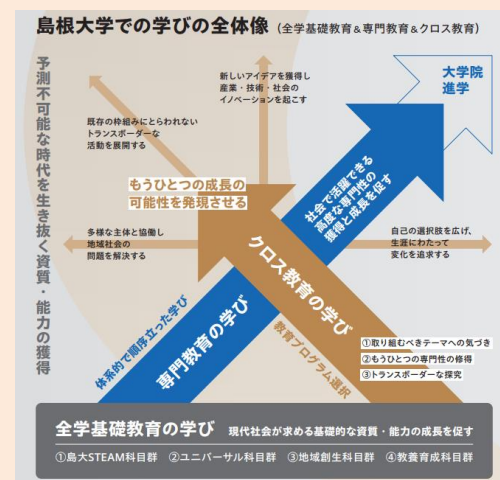 島根大学での学びの全体像（全学基礎教育&専門教育&クロス教育）
予測不可能な時代を生き抜く資質・能力の獲得
新しいアイデアを獲得し
産業・技術・社会の
イノベーションを起こす
大学院
進学
既存の枠組みにとらわれない
トランスボーダーな
活動を展開する
もうひとつの成長の
可能性を発現させる
社会で活躍できる
高度な専門性の
獲得と成長を促す
多様な主体と協働し
地域社会の
問題を解決する
自己の選択肢を広げ、
生涯にわたって
変化を追求する
クロス教育の学び
体系的で順序立った学び
専門教育の学び
教育プログラム選択
①取り組むべきテーマへの気づき
②もうひとつの専門性の修得
③トランスボーダーな探究
全学基礎教育の学び 現代社会が求める基礎的な資質・能力の成長を促す
①島大STEAM科目群 ②ユニバーサル科目群 ③地域創生科目群 ④教養育成科目群